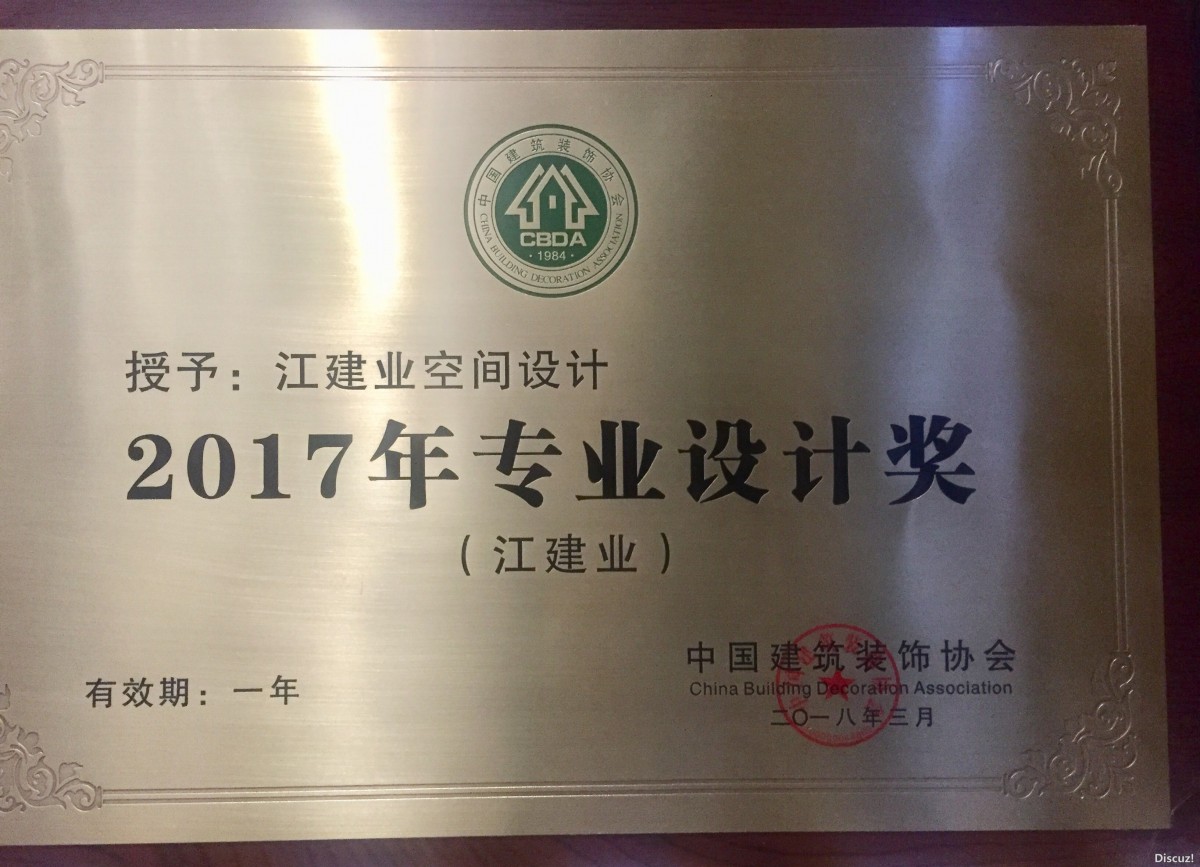 中国建筑装饰协会
CBDA
·1984·
CHINA BUILDING DECORATION ASSOCIATION
授予：江建业空间设计
2017年专业设计奖
（江建业）
有效期：一年
中国建筑装饰协会
China Building Decoration Association
二〇一八年三月
Discuz!